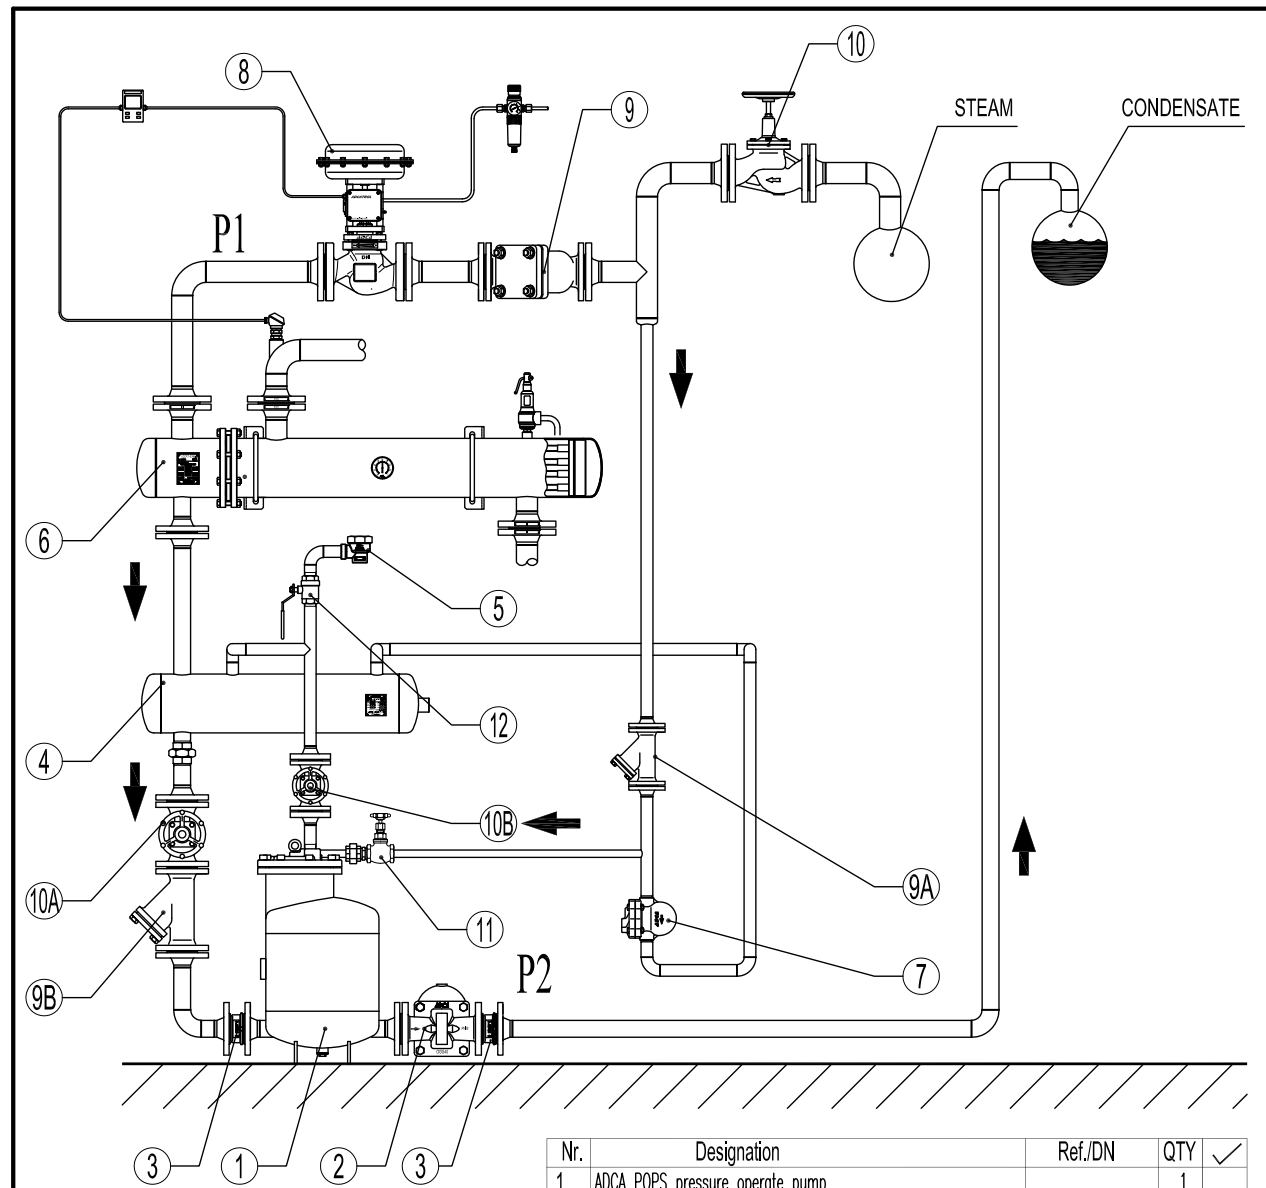 10
8
STEAM
CONDENSATE
9
P1
6
5
12
4
10B
10A
9A
11
P2
7
9B
3
1
2
3
Nr.
Designation
Ref./DN
QTY
1
ADCA POPS pressure operate pump
1